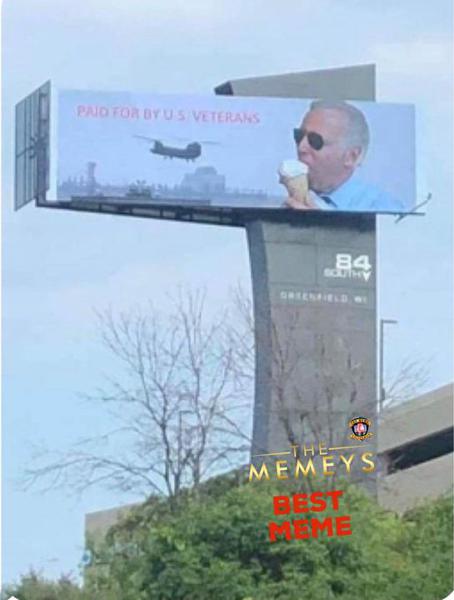 PAID FOR BY U.S. VETERANS
84
SOUTH
GREENFIELD, WI
THE
MEMEYS
BEST
MEME